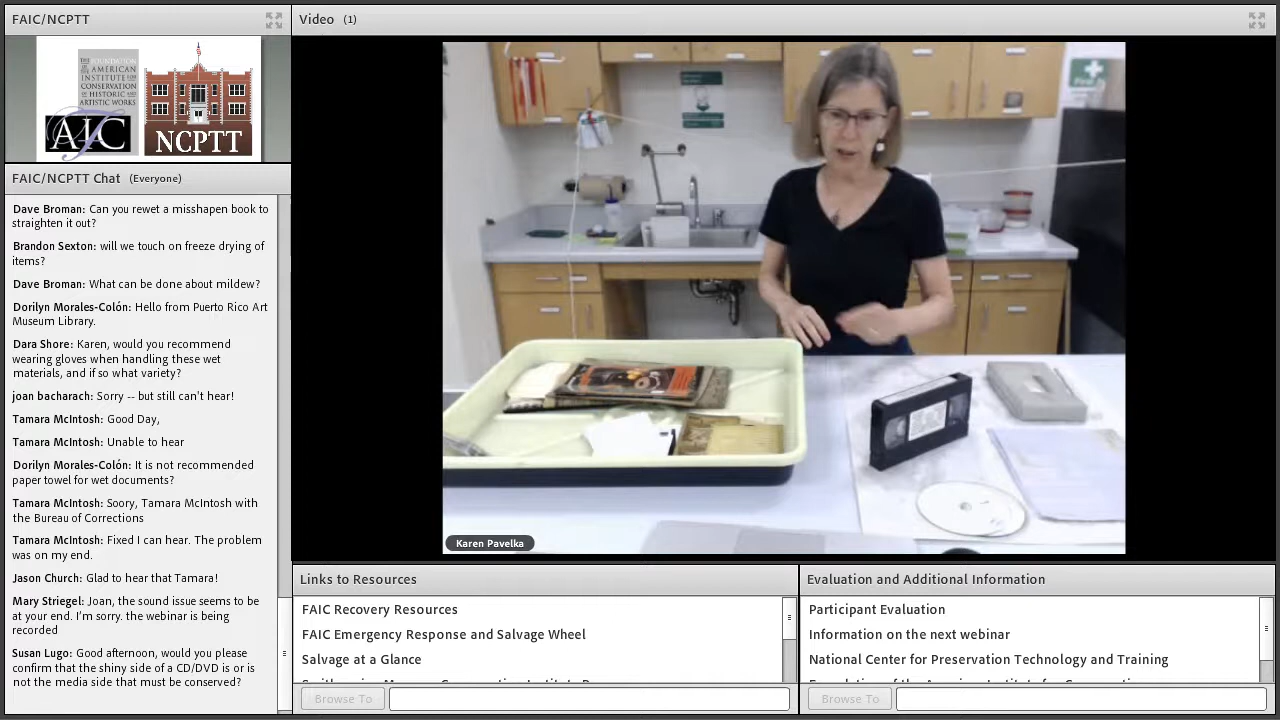 FAIC/NCPTT
THE FOUNDATION
OF THE
AMERICAN
INSTITUTE FOR
CONSERVATION
OF HISTORIC AND
ARTISTIC WORKS
AIC
NCPTT
FAIC/NCPTT Chat (Everyone)
Dave Broman: Can you rewet a misshapen book to
straighten it out?
Brandon Sexton: will we touch on freeze drying of
items?
Dave Broman: What can be done about mildew?
Dorilyn Morales-Colón: Hello from Puerto Rico Art
Museum Library.
Dara Shore: Karen, would you recommend
wearing gloves when handling these wet
materials, and if so what variety?
joan bacharach: Sorry -- but still can't hear!
Tamara McIntosh: Good Day,
Tamara McIntosh: Unable to hear
Dorilyn Morales-Colón: It is not recommended
paper towel for wet documents?
Tamara McIntosh: Soory, Tamara McIntosh with
the Bureau of Corrections
Tamara McIntosh: Fixed I can hear. The problem
was on my end.
Jason Church: Glad to hear that Tamara!
Mary Striegel: Joan, the sound issue seems to be
at your end. I'm sorry. the webinar is being
recorded
Susan Lugo: Good afternoon, would you please
confirm that the shiny side of a CD/DVD is or is
not the media side that must be conserved?
Video (1)
Karen Pavelka
Links to Resources
FAIC Recovery Resources
FAIC Emergency Response and Salvage Wheel
Salvage at a Glance
Browse To
Evaluation and Additional Information
Participant Evaluation
Information on the next webinar
National Center for Preservation Technology and Training
Browse To